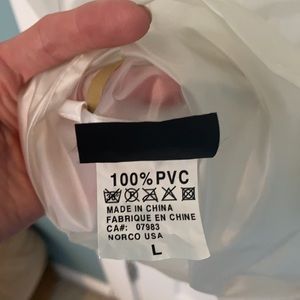 100% PVC
MADE IN CHINA
FABRIQUE EN CHINE
CA#: 07983
NORCO USA
L